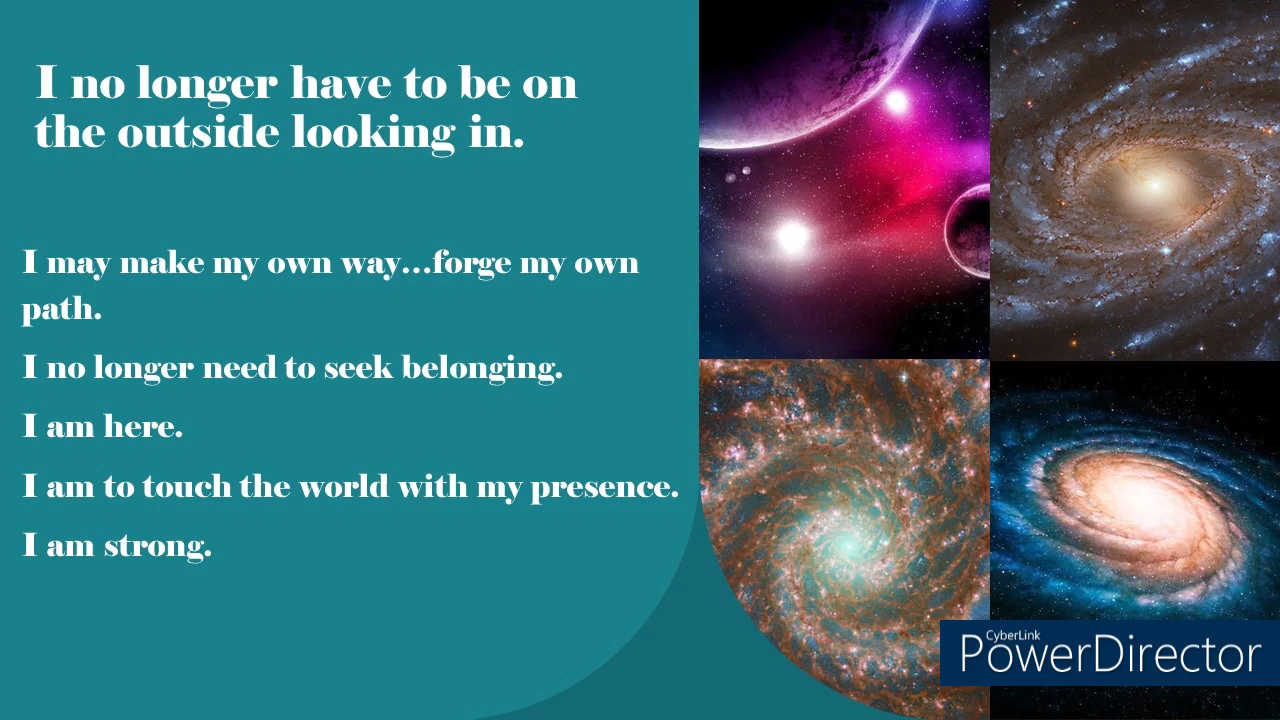 I no longer have to be on
the outside looking in.
I may make my own way...forge my own
path.
I no longer need to seek belonging.
I am here.
I am to touch the world with my presence.
I am strong.
CyberLink
PowerDirector